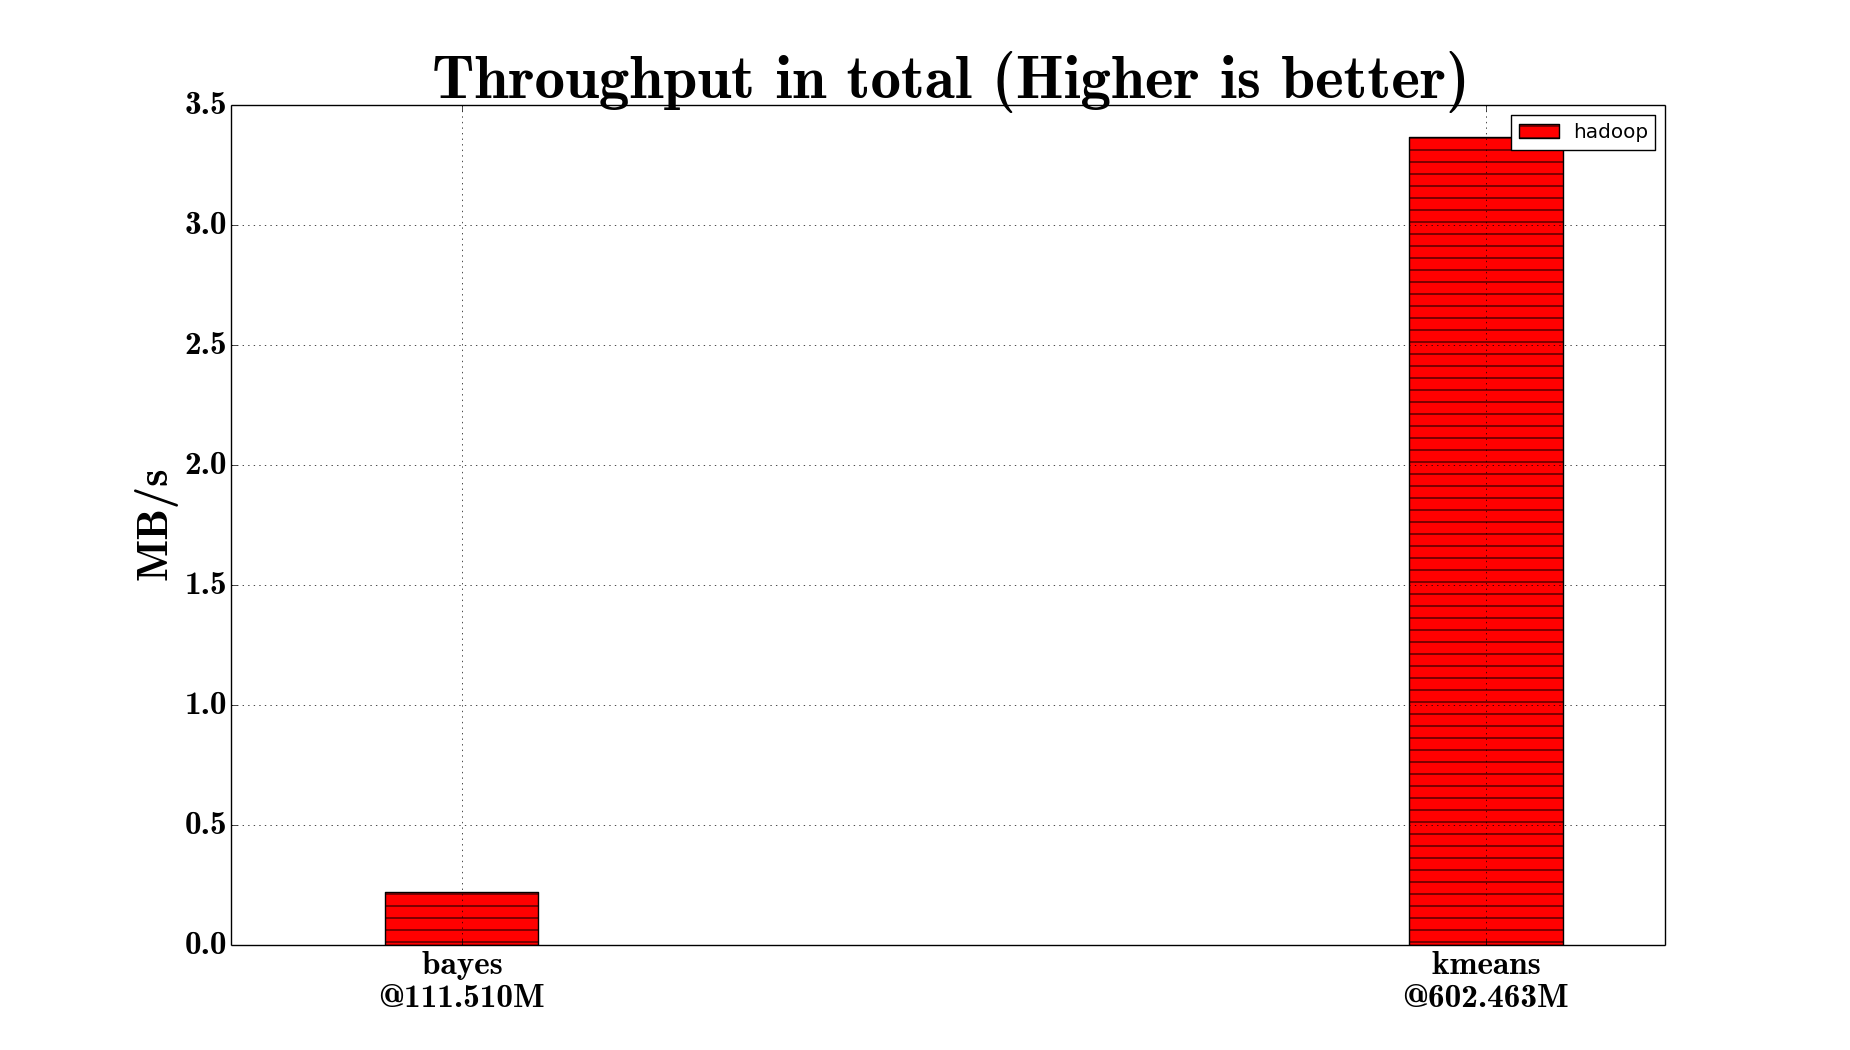 Throughput in total (Higher is better)
3.5
hadoop
3.0
2.5
2.0
MB/s
1.5
1.0
0.5
0.0
bayes
@111.510M
kmeans
@602.463M